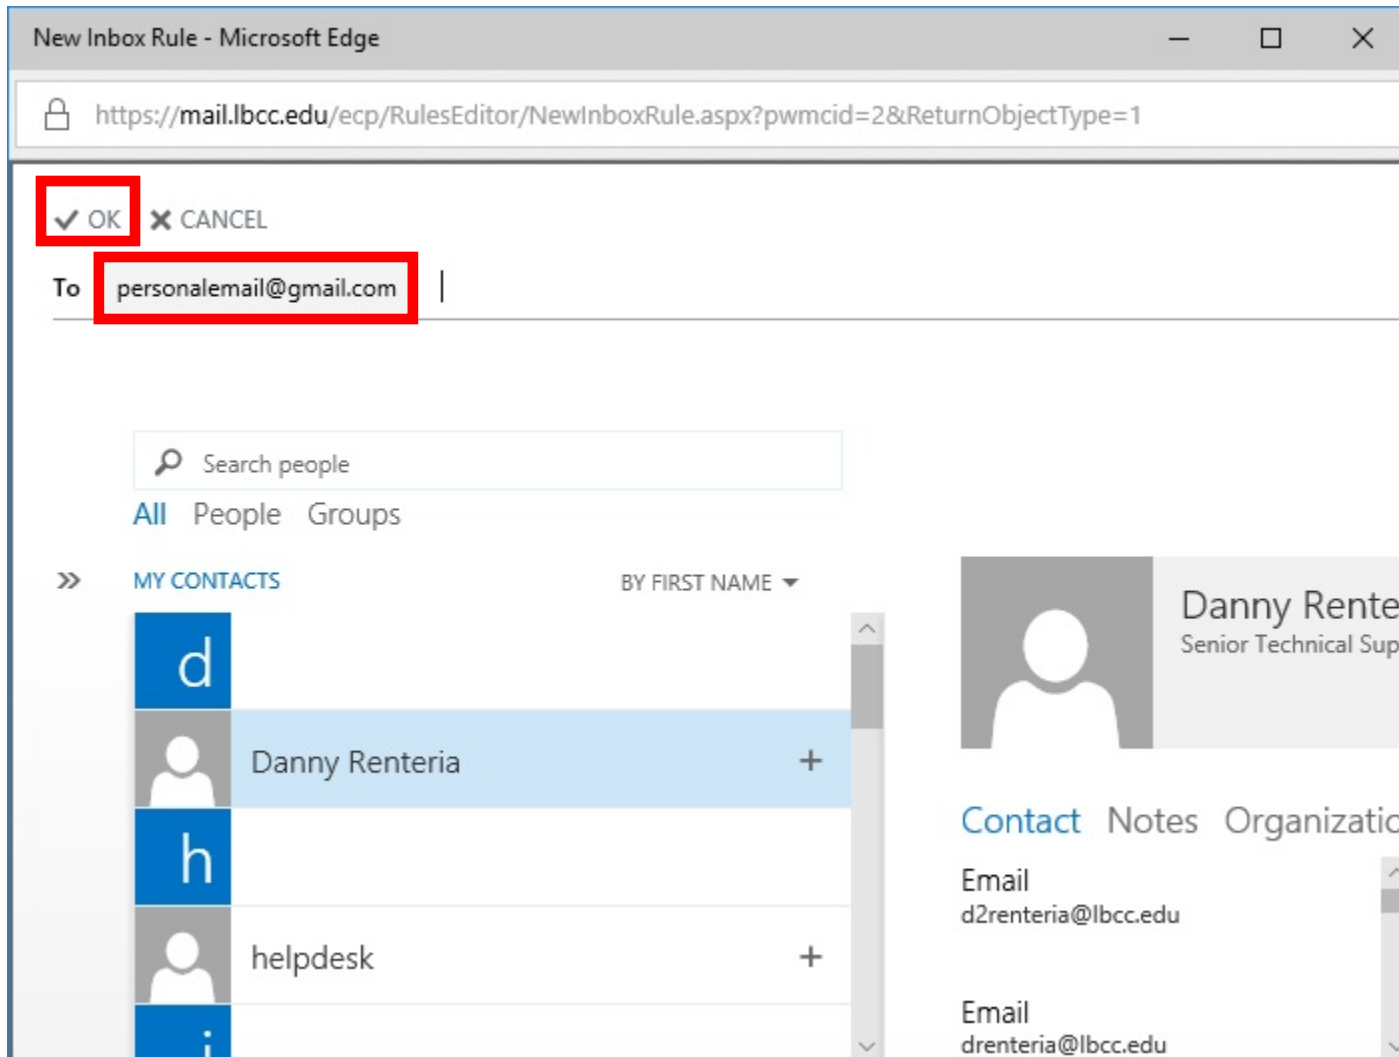 New Inbox Rule - Microsoft Edge
https://mail.lbcc.edu/ecp/RulesEditor/NewInboxRule.aspx?pwmcid=2&ReturnObjectType=1
OK CANCEL
To personalemail@gmail.com
Search people
All People Groups
MY CONTACTS BY FIRST NAME
d
Danny Renteria
h
helpdesk
Danny Rente
Senior Technical Sup
Contact Notes Organizatio
Email
d2renteria@lbcc.edu
Email
drenteria@lbcc.edu